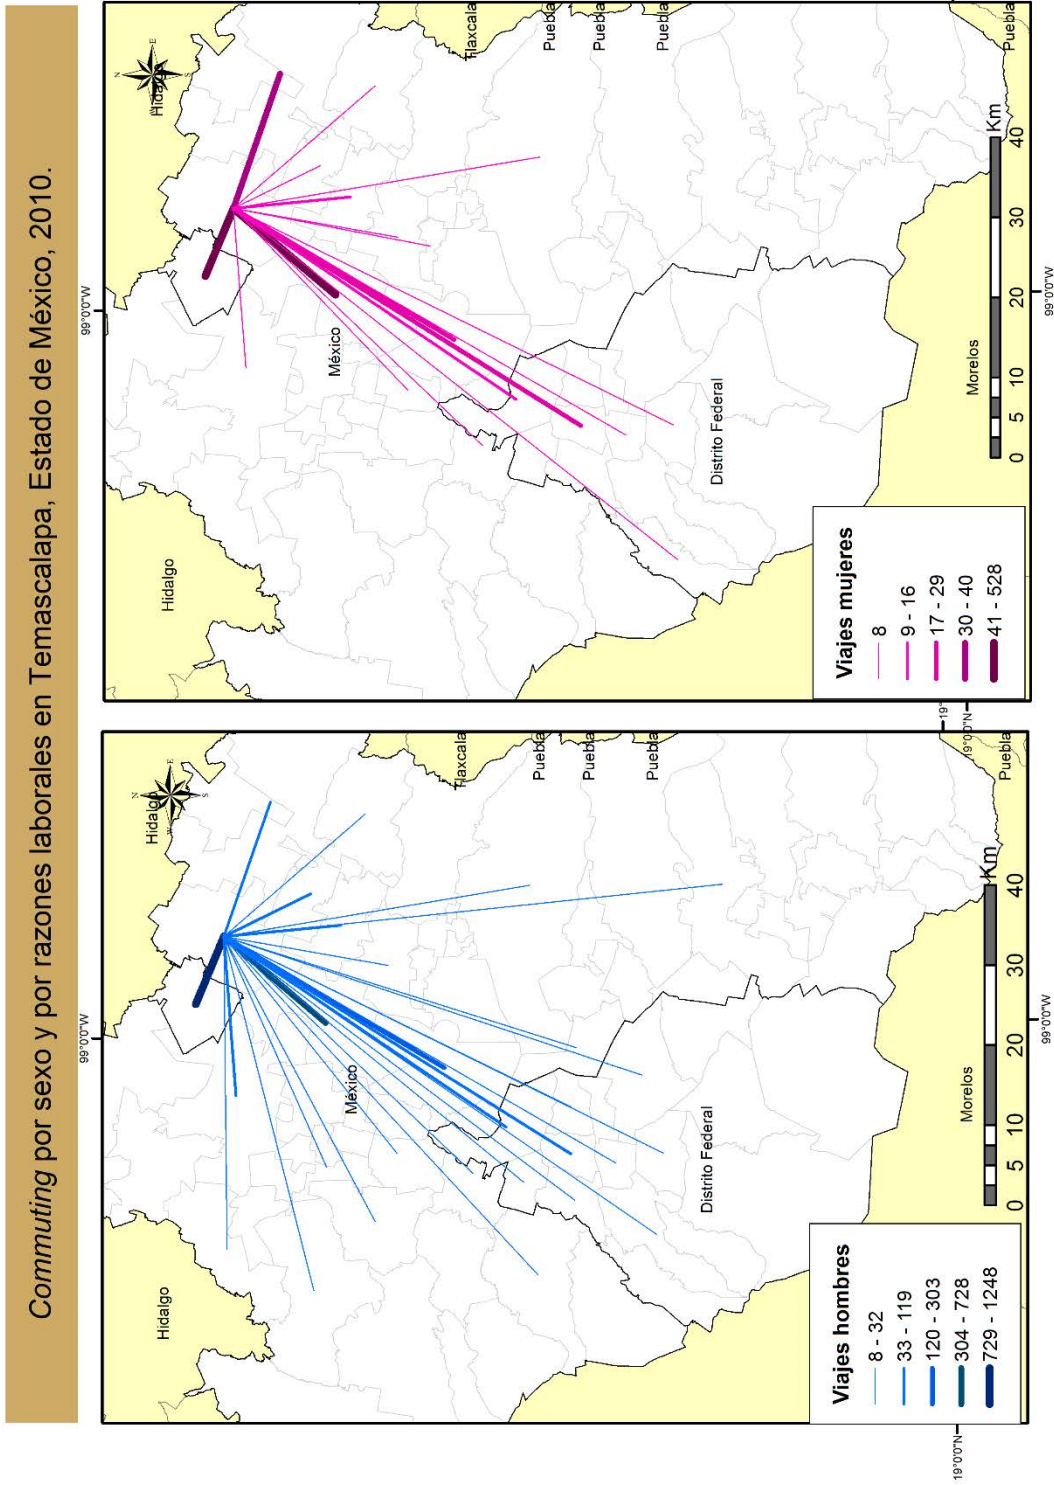 Commuting por sexo y por razones laborales en Temascalapa, Estado de México, 2010.
99°0'0"W
99°0'0"W
Hidalgo
Hidalgo
N
E
S
México
Tlaxcala
Puebla
Puebla
Puebla
Distrito Federal
Morelos
Puebla
Viajes hombres
8 - 32
33 - 119
120 - 303
304 - 728
729 - 1248
0 5 10 20 30 40
Km
19°0'0"N
99°0'0"W
Hidalgo
Hidalgo
N
E
S
México
Tlaxcala
Puebla
Puebla
Puebla
Distrito Federal
Morelos
Puebla
Viajes mujeres
8
9 - 16
17 - 29
30 - 40
41 - 528
0 5 10 20 30 40
Km
19°
19°0'0"N
99°0'0"W